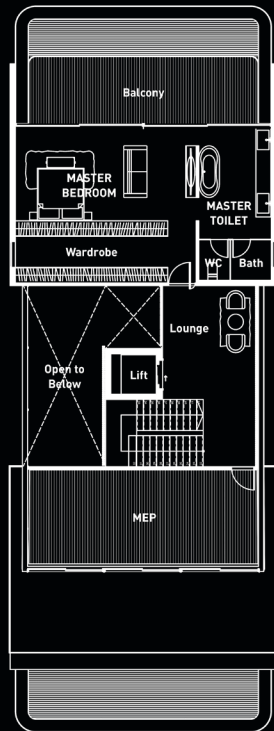 Balcony
MASTER
BEDROOM
MASTER
TOILET
Wardrobe
WC
Bath
Lounge
Open to
Below
Lift
MEP